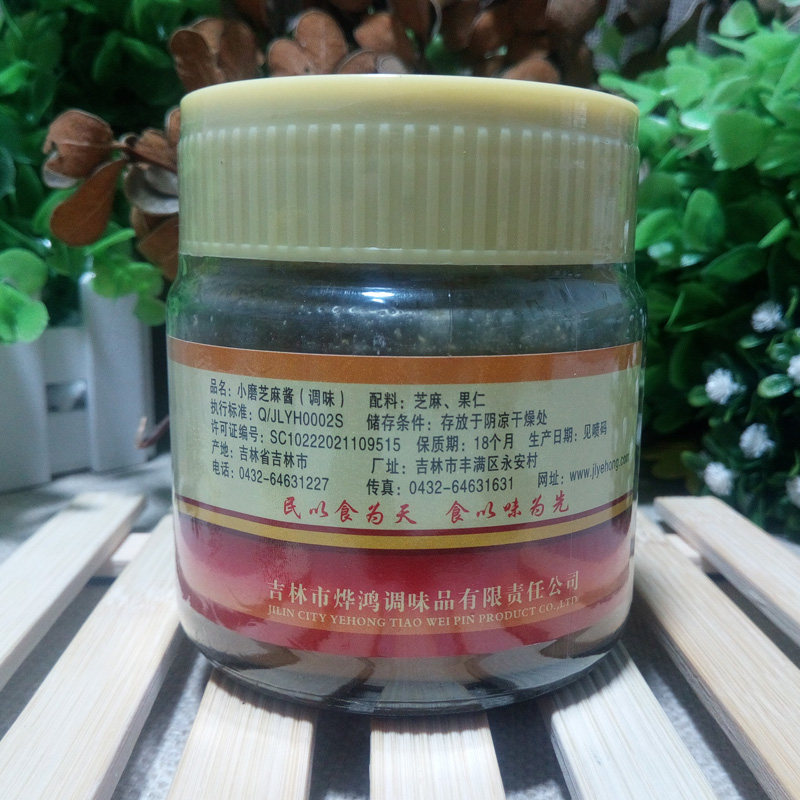 品名：小磨芝麻酱（调味） 配料：芝麻、果仁
执行标准：Q/JLYH0002S 储存条件：存放于阴凉干燥处
许可证编号：SC10222021109515 保质期：18个月 生产日期：见喷码
产地：吉林省吉林市 厂址：吉林市丰满区永安村
电话：0432-64631227 传真：0432-64631631 网址：www.jlyehong.com
民以食为天 食以味为先
吉林市烨鸿调味品有限责任公司
JILIN CITY YEHONG TIAO WEI PIN PRODUCT CO.,LTD